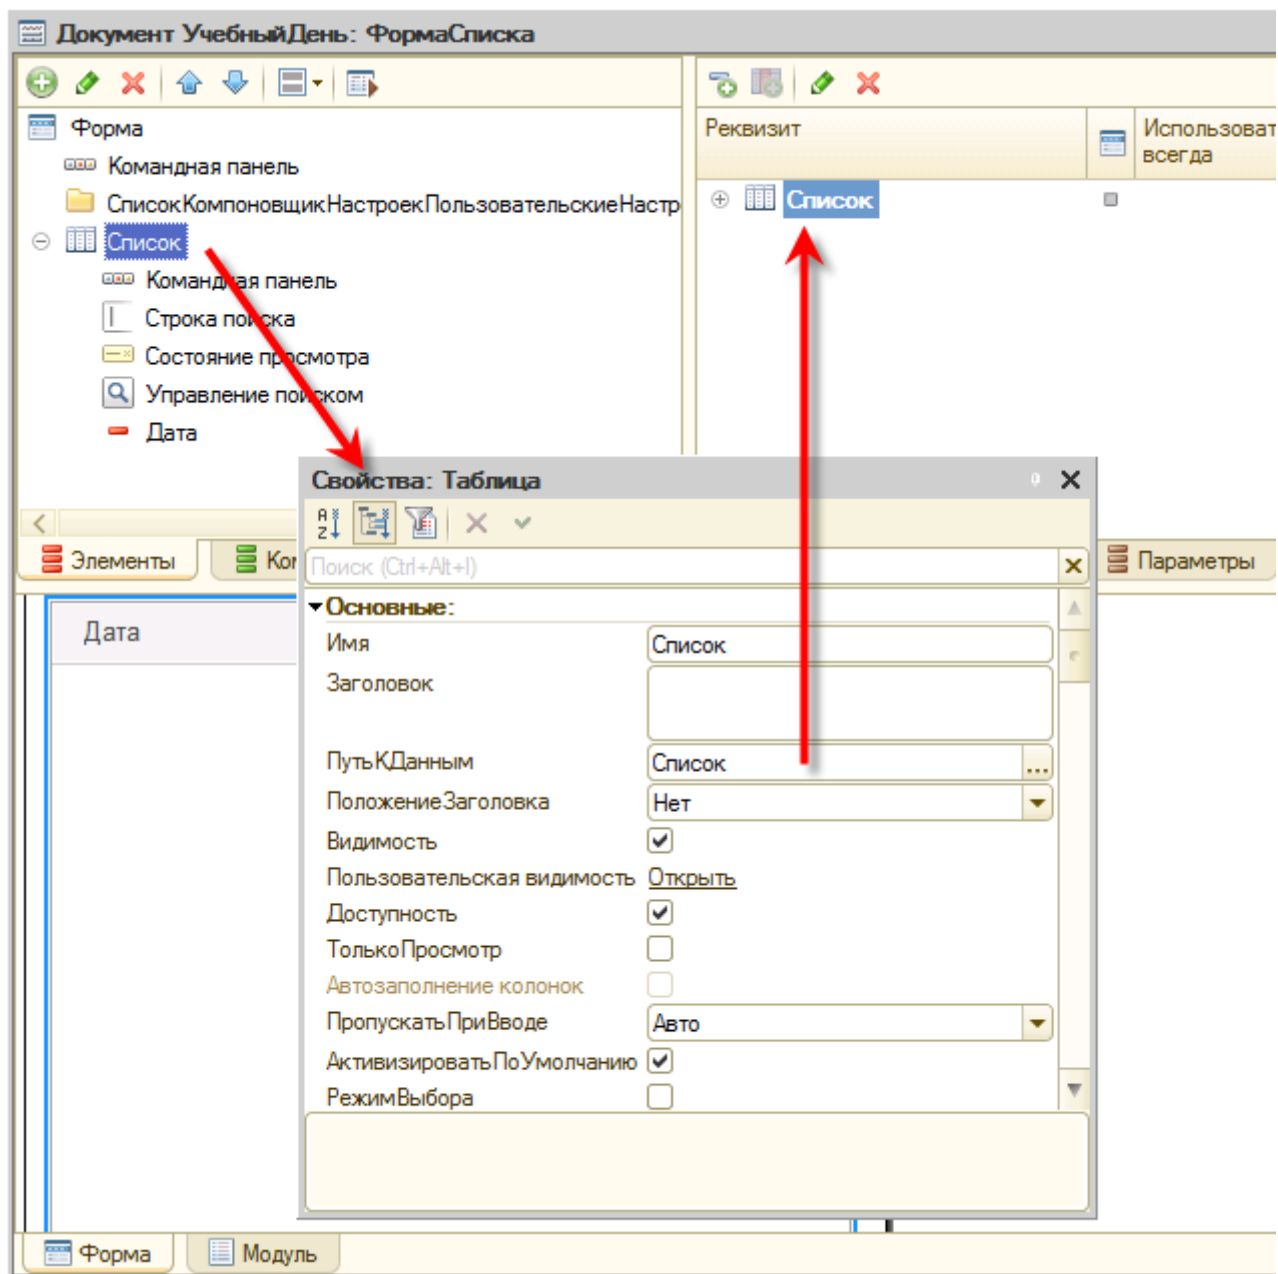 Документ УчебныйДень: ФормаСписка
Форма
Командная панель
СписокКомпоновщикНастроекПользовательскиеНастр
Список
Командная панель
Строка поиска
Состояние просмотра
Управление поиском
Дата
Реквизит
Использоват
всегда
Список
Элементы
Ко
Параметры
Дата
Свойства: Таблица
Поиск (Ctrl+Alt+I)
Основные:
Имя
Список
Заголовок
ПутьКДанным
Список
...
ПоложениеЗаголовка
Нет
Видимость
Пользовательская видимость
Открыть
Доступность
ТолькоПросмотр
Автозаполнение колонок
ПропускатьПриВводе
Авто
АктивизироватьПоУмолчанию
РежимВыбора
Форма
Модуль